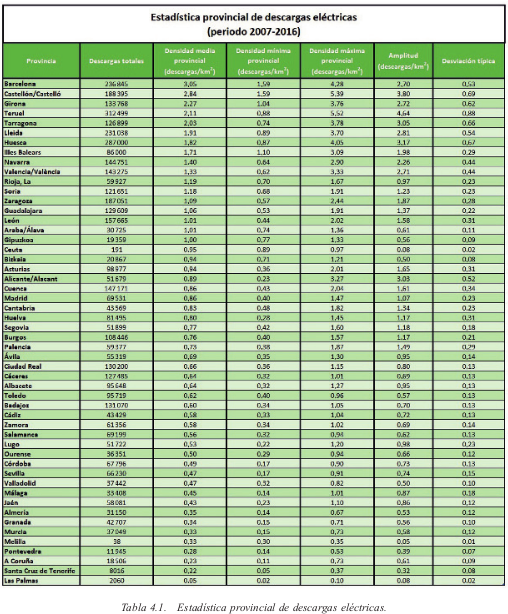 Estadística provincial de descargas eléctricas
(periodo 2007-2016)
Provincia Descargas totales Densidad media provincial (descargas/km²) Densidad mínima provincial (descargas/km²) Densidad máxima provincial (descargas/km²) Amplitud (descargas/km²) Desviación típica
Barcelona 236845 3,05 1,59 4,28 2,70 0,53
Castellón/Castelló 188395 2,84 1.59 5.39 3.80 0.69
Girona 133768 2.27 1.04 3.76 2.72 0.62
Teruel 312499 2,11 0,88 5,52 4,64 0,88
Tarragona 126899 2.03 0.74 3.78 3.05 0.66
Lleida 231038 1,91 0,89 3,70 2,81 0,54
Huesca 287000 1,82 0,87 4,05 3,17 0,67
Illes Balears 86000 1.71 1.10 3.09 1.98 0.29
Navarra 144751 1,40 0,64 2,90 2,26 0,44
Valencia/València 143275 1.33 0.62 3.33 2.71 0.44
Rioja, La 59927 1,19 0,70 1,67 0,97 0,23
Soria 121651 1.18 0.68 1.91 1.23 0.23
Zaragoza 187051 1,09 0,57 2,44 1,87 0,28
Guadalajara 129609 1.06 0.53 1.91 1.37 0.22
León 157665 1.01 0.44 2.02 1.58 0.31
Araba/Álava 30725 1,01 0,74 1,36 0,61 0,11
Gipuzkoa 19359 1.00 0.77 1.33 0.56 0.09
Ceuta 191 0,95 0,89 0,97 0,08 0,02
Bizkaia 20867 0,94 0,71 1,21 0,50 0,08
Asturias 98977 0,94 0,36 2,01 1,65 0,31
Alicante/Alacant 51679 0,89 0,23 3,27 3,03 0,52
Cuenca 147171 0,86 0,43 2,04 1,61 0,34
Madrid 69531 0,86 0,40 1,47 1,07 0,23
Cantabria 43569 0,83 0,48 1,82 1,34 0,23
Huelva 81495 0,80 0,28 1,45 1,17 0,31
Segovia 51899 0,77 0,42 1,60 1,18 0,18
Burgos 108446 0,76 0,40 1,57 1,17 0,21
Palencia 59377 0,73 0,38 1,87 1,49 0,29
Ávila 55319 0,69 0,35 1,30 0,95 0,14
Ciudad Real 130200 0,66 0,36 1,15 0,80 0,13
Cáceres 127485 0,64 0,32 1,01 0,69 0,13
Albacete 95648 0,64 0,32 1,27 0,95 0,13
Toledo 95719 0,62 0,40 0,96 0,57 0,13
Badajoz 131070 0,60 0,34 1,05 0,70 0,13
Cádiz 43429 0,58 0,33 1,04 0,72 0,13
Zamora 61356 0,58 0,34 1,02 0,69 0,14
Salamanca 69199 0,56 0,32 0,94 0,62 0,13
Lugo 51722 0,53 0,22 1,20 0,98 0,23
Ourense 36351 0,50 0,29 0,94 0,66 0,12
Córdoba 67796 0,49 0,17 0,90 0,73 0,13
Sevilla 66230 0,47 0,17 0,91 0,74 0,15
Valladolid 37442 0,47 0,32 0,82 0,50 0,10
Málaga 33408 0,45 0,14 1,01 0,87 0,18
Jaén 58081 0,43 0,23 1,10 0,86 0,12
Almería 31150 0,35 0,14 0,67 0,53 0,12
Granada 42707 0,34 0,15 0,71 0,56 0,10
Murcia 37049 0,33 0,15 0,73 0,58 0,12
Melilla 38 0,33 0,30 0,35 0,05 0,01
Pontevedra 11345 0,28 0,14 0,53 0,39 0,07
A Coruña 18506 0,23 0,11 0,73 0,61 0,09
Santa Cruz de Tenerife 8016 0,22 0,05 0,37 0,32 0,08
Las Palmas 2060 0.05 0.02 0.10 0.08 0.02
Tabla 4.1. Estadística provincial de descargas eléctricas.